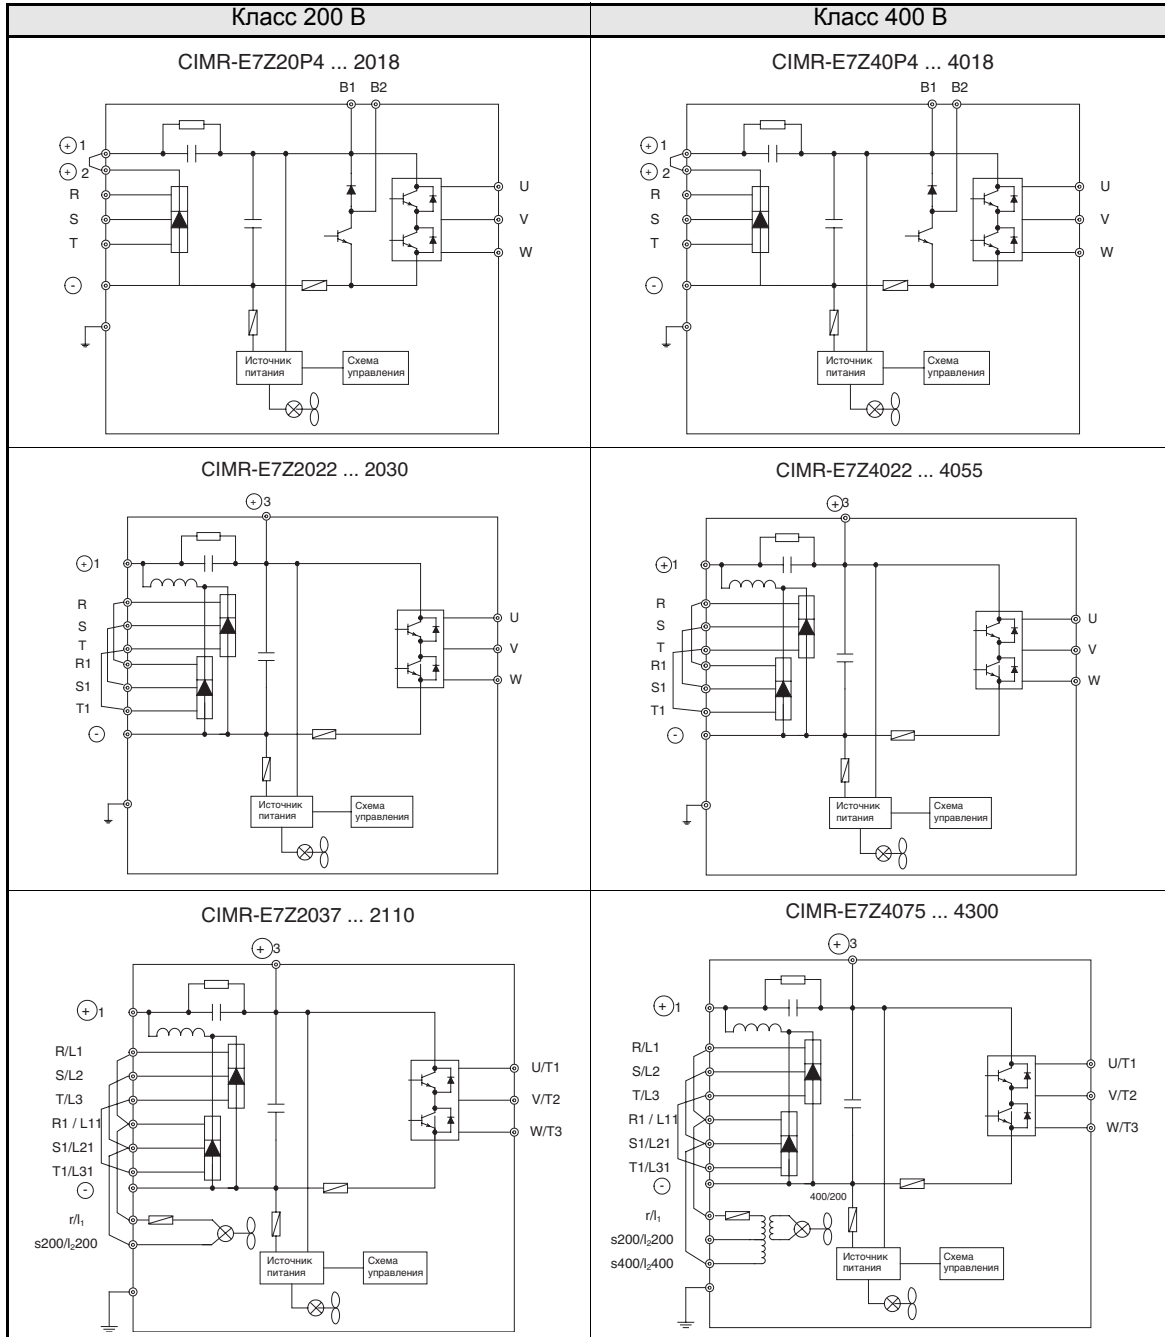 Класс 200 В
Класс 400 В
CIMR-E7Z20P4 ... 2018
B1 B2
+ 1
+ 2
R
S
T
-
U
V
W
Источник
питания
Схема
управления
CIMR-E7Z40P4 ... 4018
B1 B2
+ 1
+ 2
R
S
T
-
U
V
W
Источник
питания
Схема
управления
CIMR-E7Z2022 ... 2030
+ 3
+ 1
R
S
T
R1
S1
T1
-
U
V
W
Источник
питания
Схема
управления
CIMR-E7Z4022 ... 4055
+ 3
+ 1
R
S
T
R1
S1
T1
-
U
V
W
Источник
питания
Схема
управления
CIMR-E7Z2037 ... 2110
+ 3
+ 1
R/L1
S/L2
T/L3
R1 / L11
S1/L21
T1/L31
-
r/l₁
s200/l₂200
U/T1
V/T2
W/T3
Источник
питания
Схема
управления
CIMR-E7Z4075 ... 4300
+ 3
+ 1
R/L1
S/L2
T/L3
R1 / L11
S1/L21
T1/L31
-
400/200
r/l₁
s200/l₂200
s400/l₂400
U/T1
V/T2
W/T3
Источник
питания
Схема
управления